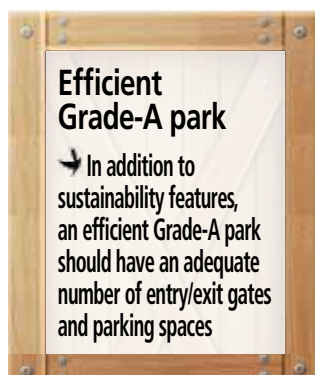 Efficient
Grade-A park
In addition to
sustainability features,
an efficient Grade-A park
should have an adequate
number of entry/exit gates
and parking spaces